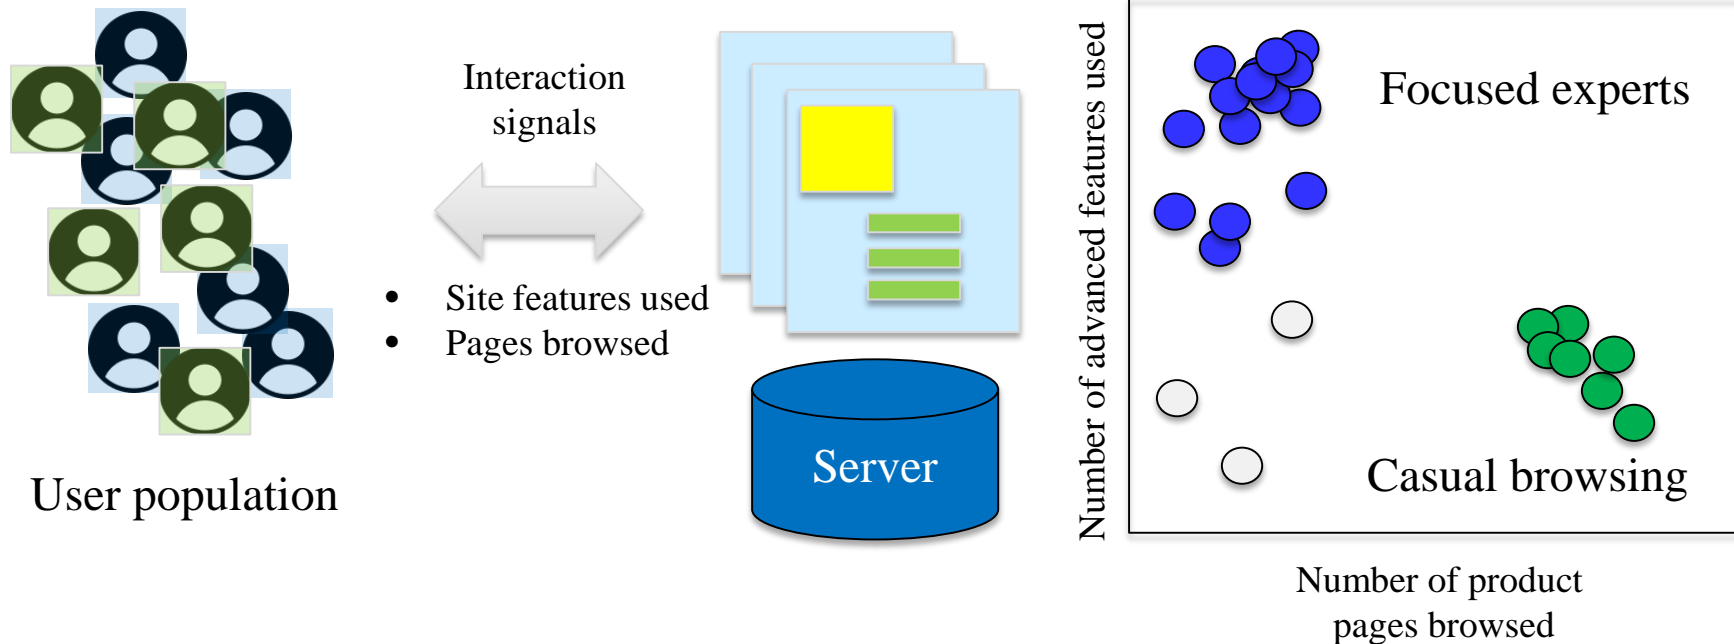 User population
Interaction
signals
• Site features used
• Pages browsed
Server
Number of advanced features used
Focused experts
Casual browsing
Number of product
pages browsed